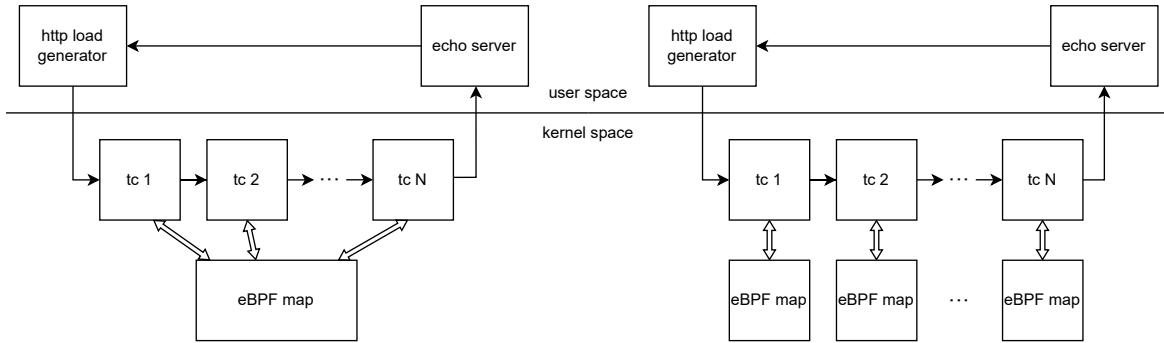 http load
generator
echo server
http load
generator
echo server
user space
kernel space
tc 1
tc 2
...
tc N
tc 1
tc 2
...
tc N
eBPF map
eBPF map
eBPF map
...
eBPF map